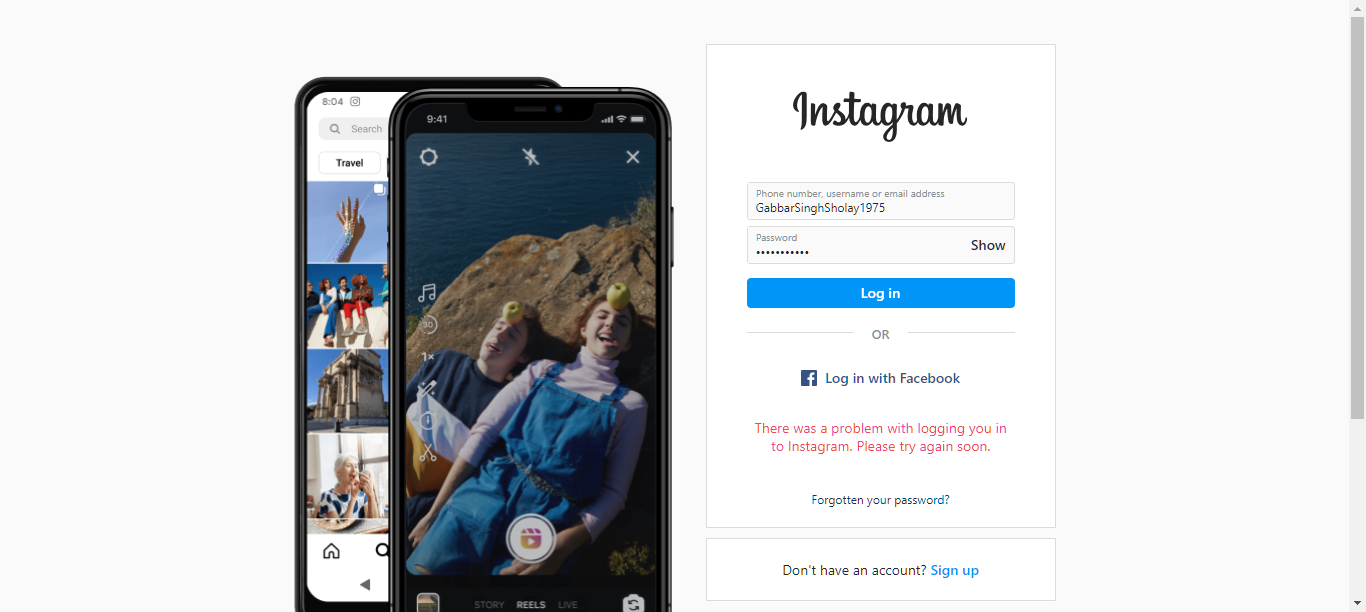 8:04
Search
Travel
9:41
30
1×
STORY REELS LIVE
Instagram
Phone number, username or email address
GabbarSinghSholay1975
Password
•••••••••••
Show
Log in
OR
Log in with Facebook
There was a problem with logging you in
to Instagram. Please try again soon.
Forgotten your password?
Don't have an account? Sign up